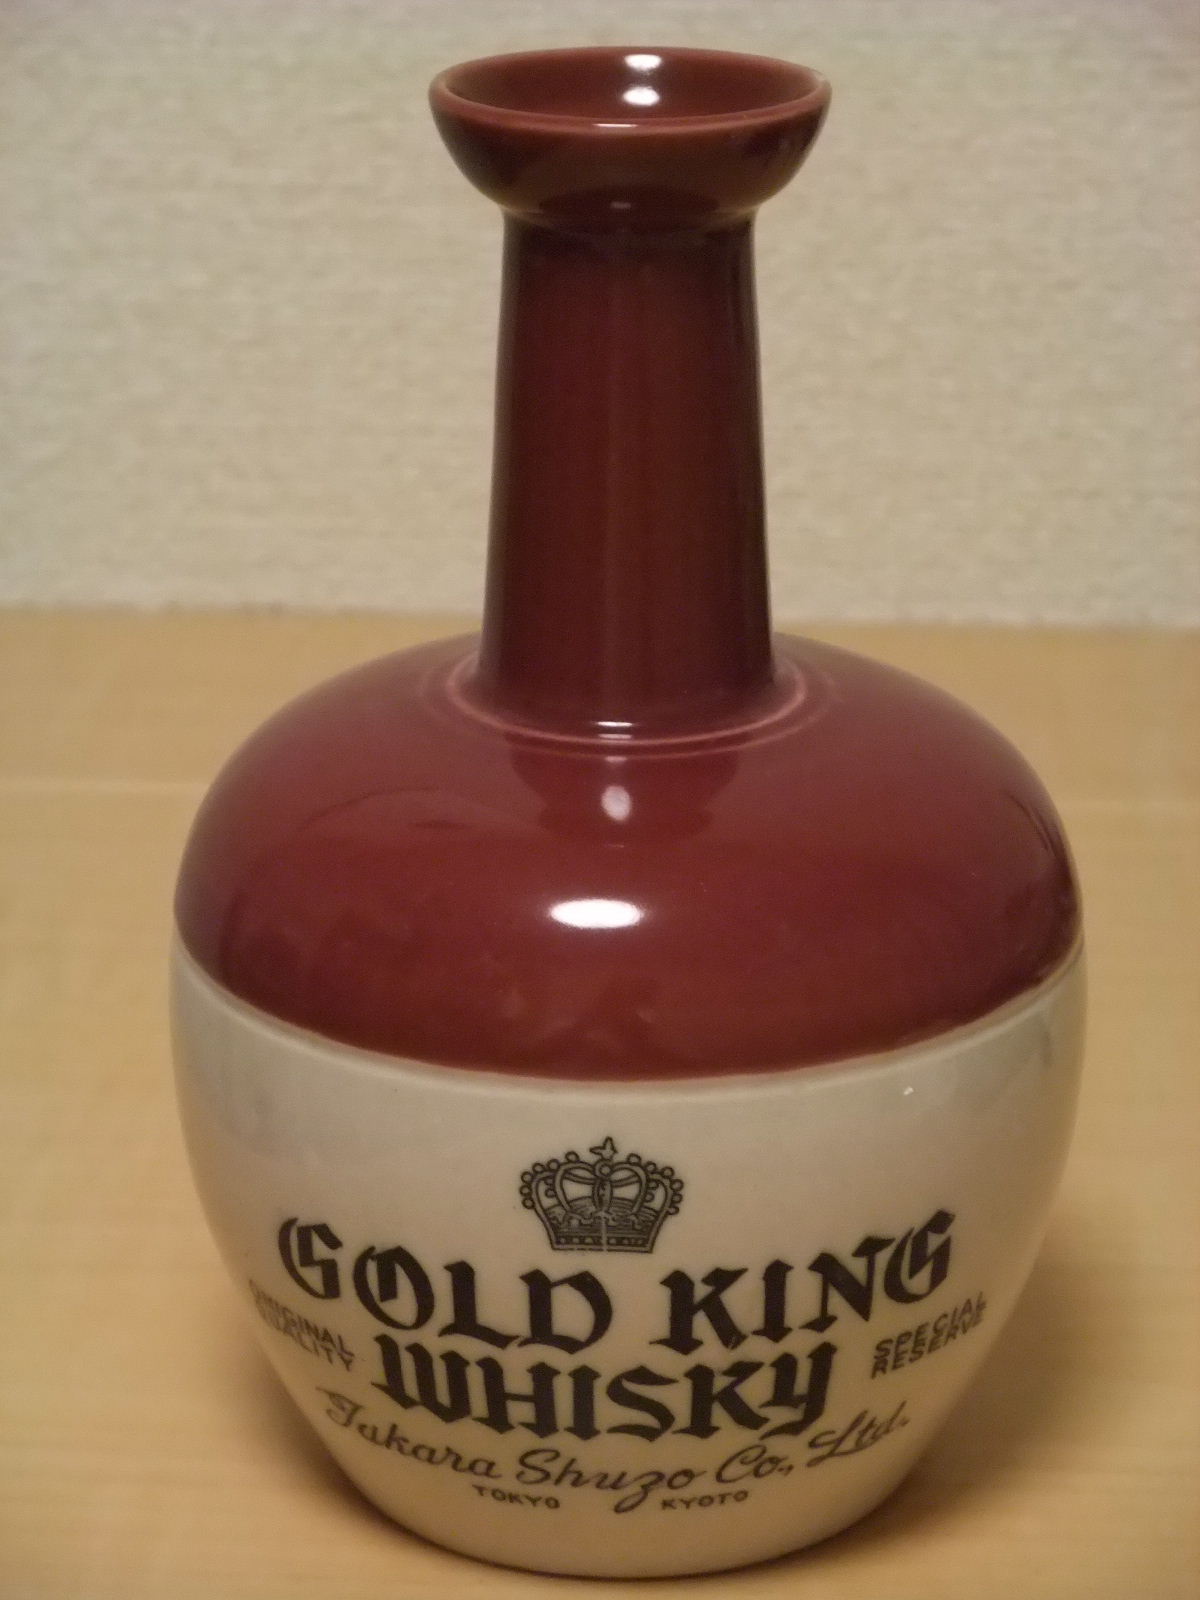 GOLD KING
ORIGINAL
QUALITY
WHISKY
SPECIAL
RESERVE
Takara Shuzo Co., Ltd.
TOKYO KYOTO